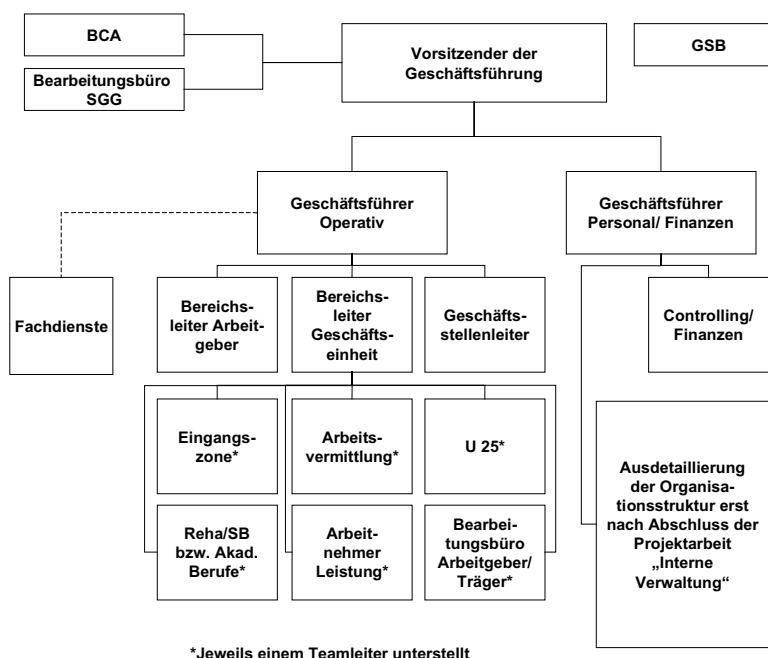 BCA
Bearbeitungsbüro
SGG
Vorsitzender der
Geschäftsführung
GSB
Geschäftsführer
Operativ
Geschäftsführer
Personal/ Finanzen
Fachdienste
Bereichs-
leiter Arbeit-
geber
Bereichs-
leiter
Geschäfts-
einheit
Geschäfts-
stellenleiter
Controlling/
Finanzen
Eingangs-
zone*
Arbeits-
vermittlung*
U 25*
Reha/SB
bzw. Akad.
Berufe*
Arbeit-
nehmer
Leistung*
Bearbei-
tungsbüro
Arbeitgeber/
Träger*
Ausdetaillierung
der Organisa-
tionsstruktur erst
nach Abschluss der
Projektarbeit
„Interne
Verwaltung“
*Jeweils einem Teamleiter unterstellt